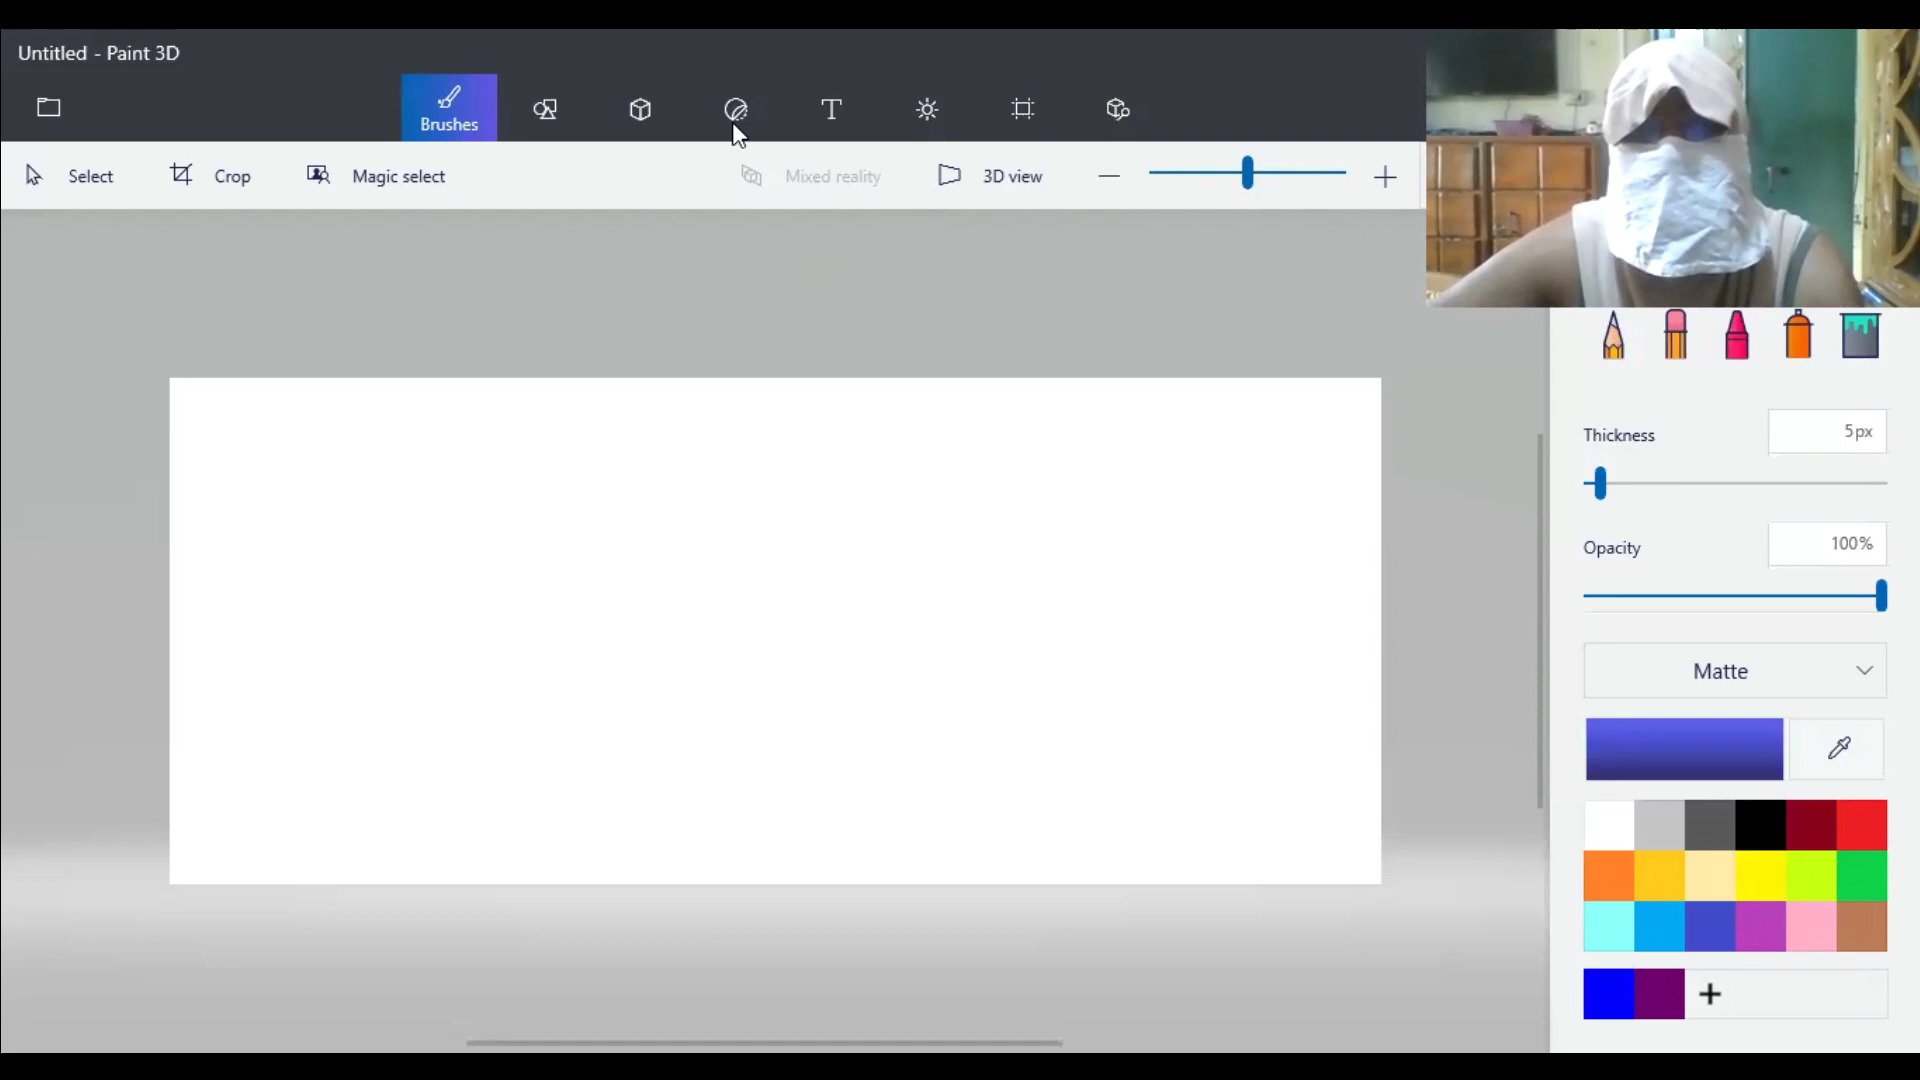 Untitled - Paint 3D
Brushes
Select
Crop
Magic select
Mixed reality
3D view
Thickness
5px
Opacity
100%
Matte